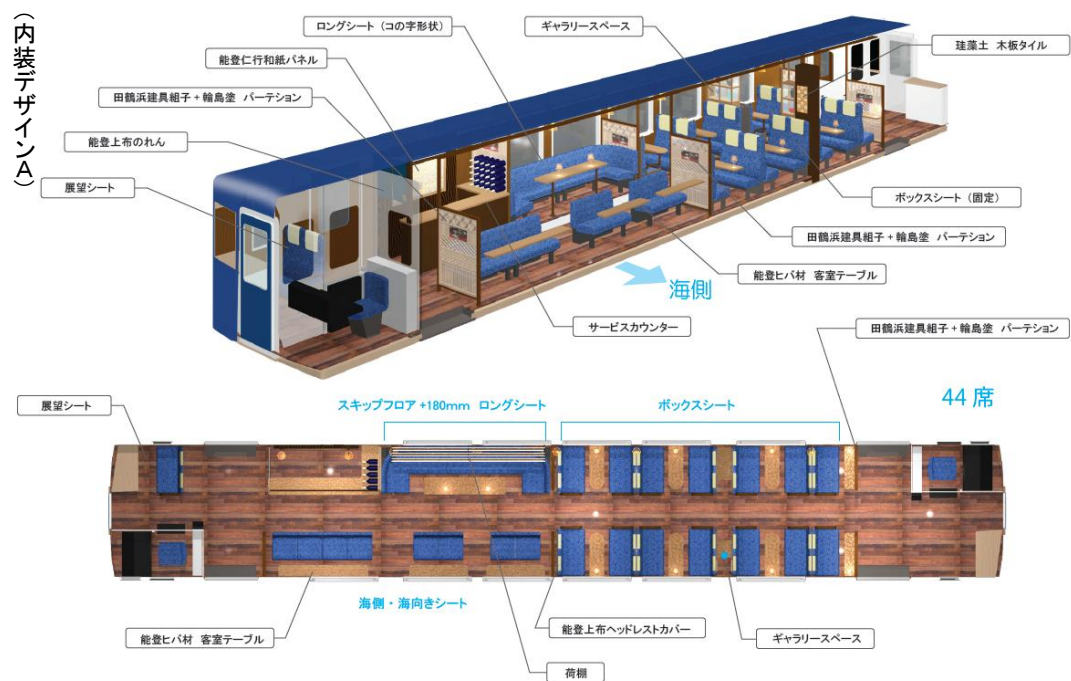 (内装デザインA)
ロングシート（コの字形状）
ギャラリースペース
珪藻土 木板タイル
能登仁行和紙パネル
田鶴浜建具組子＋輪島塗 パーテション
能登上布のれん
展望シート
ボックスシート（固定）
田鶴浜建具組子＋輪島塗 パーテション
能登ヒバ材 客室テーブル
海側
サービスカウンター
田鶴浜建具組子＋輪島塗 パーテション
展望シート
スキップフロア +180mm ロングシート
ボックスシート
44席
海側・海向きシート
能登ヒバ材 客室テーブル
能登上布ヘッドレストカバー
ギャラリースペース
荷棚